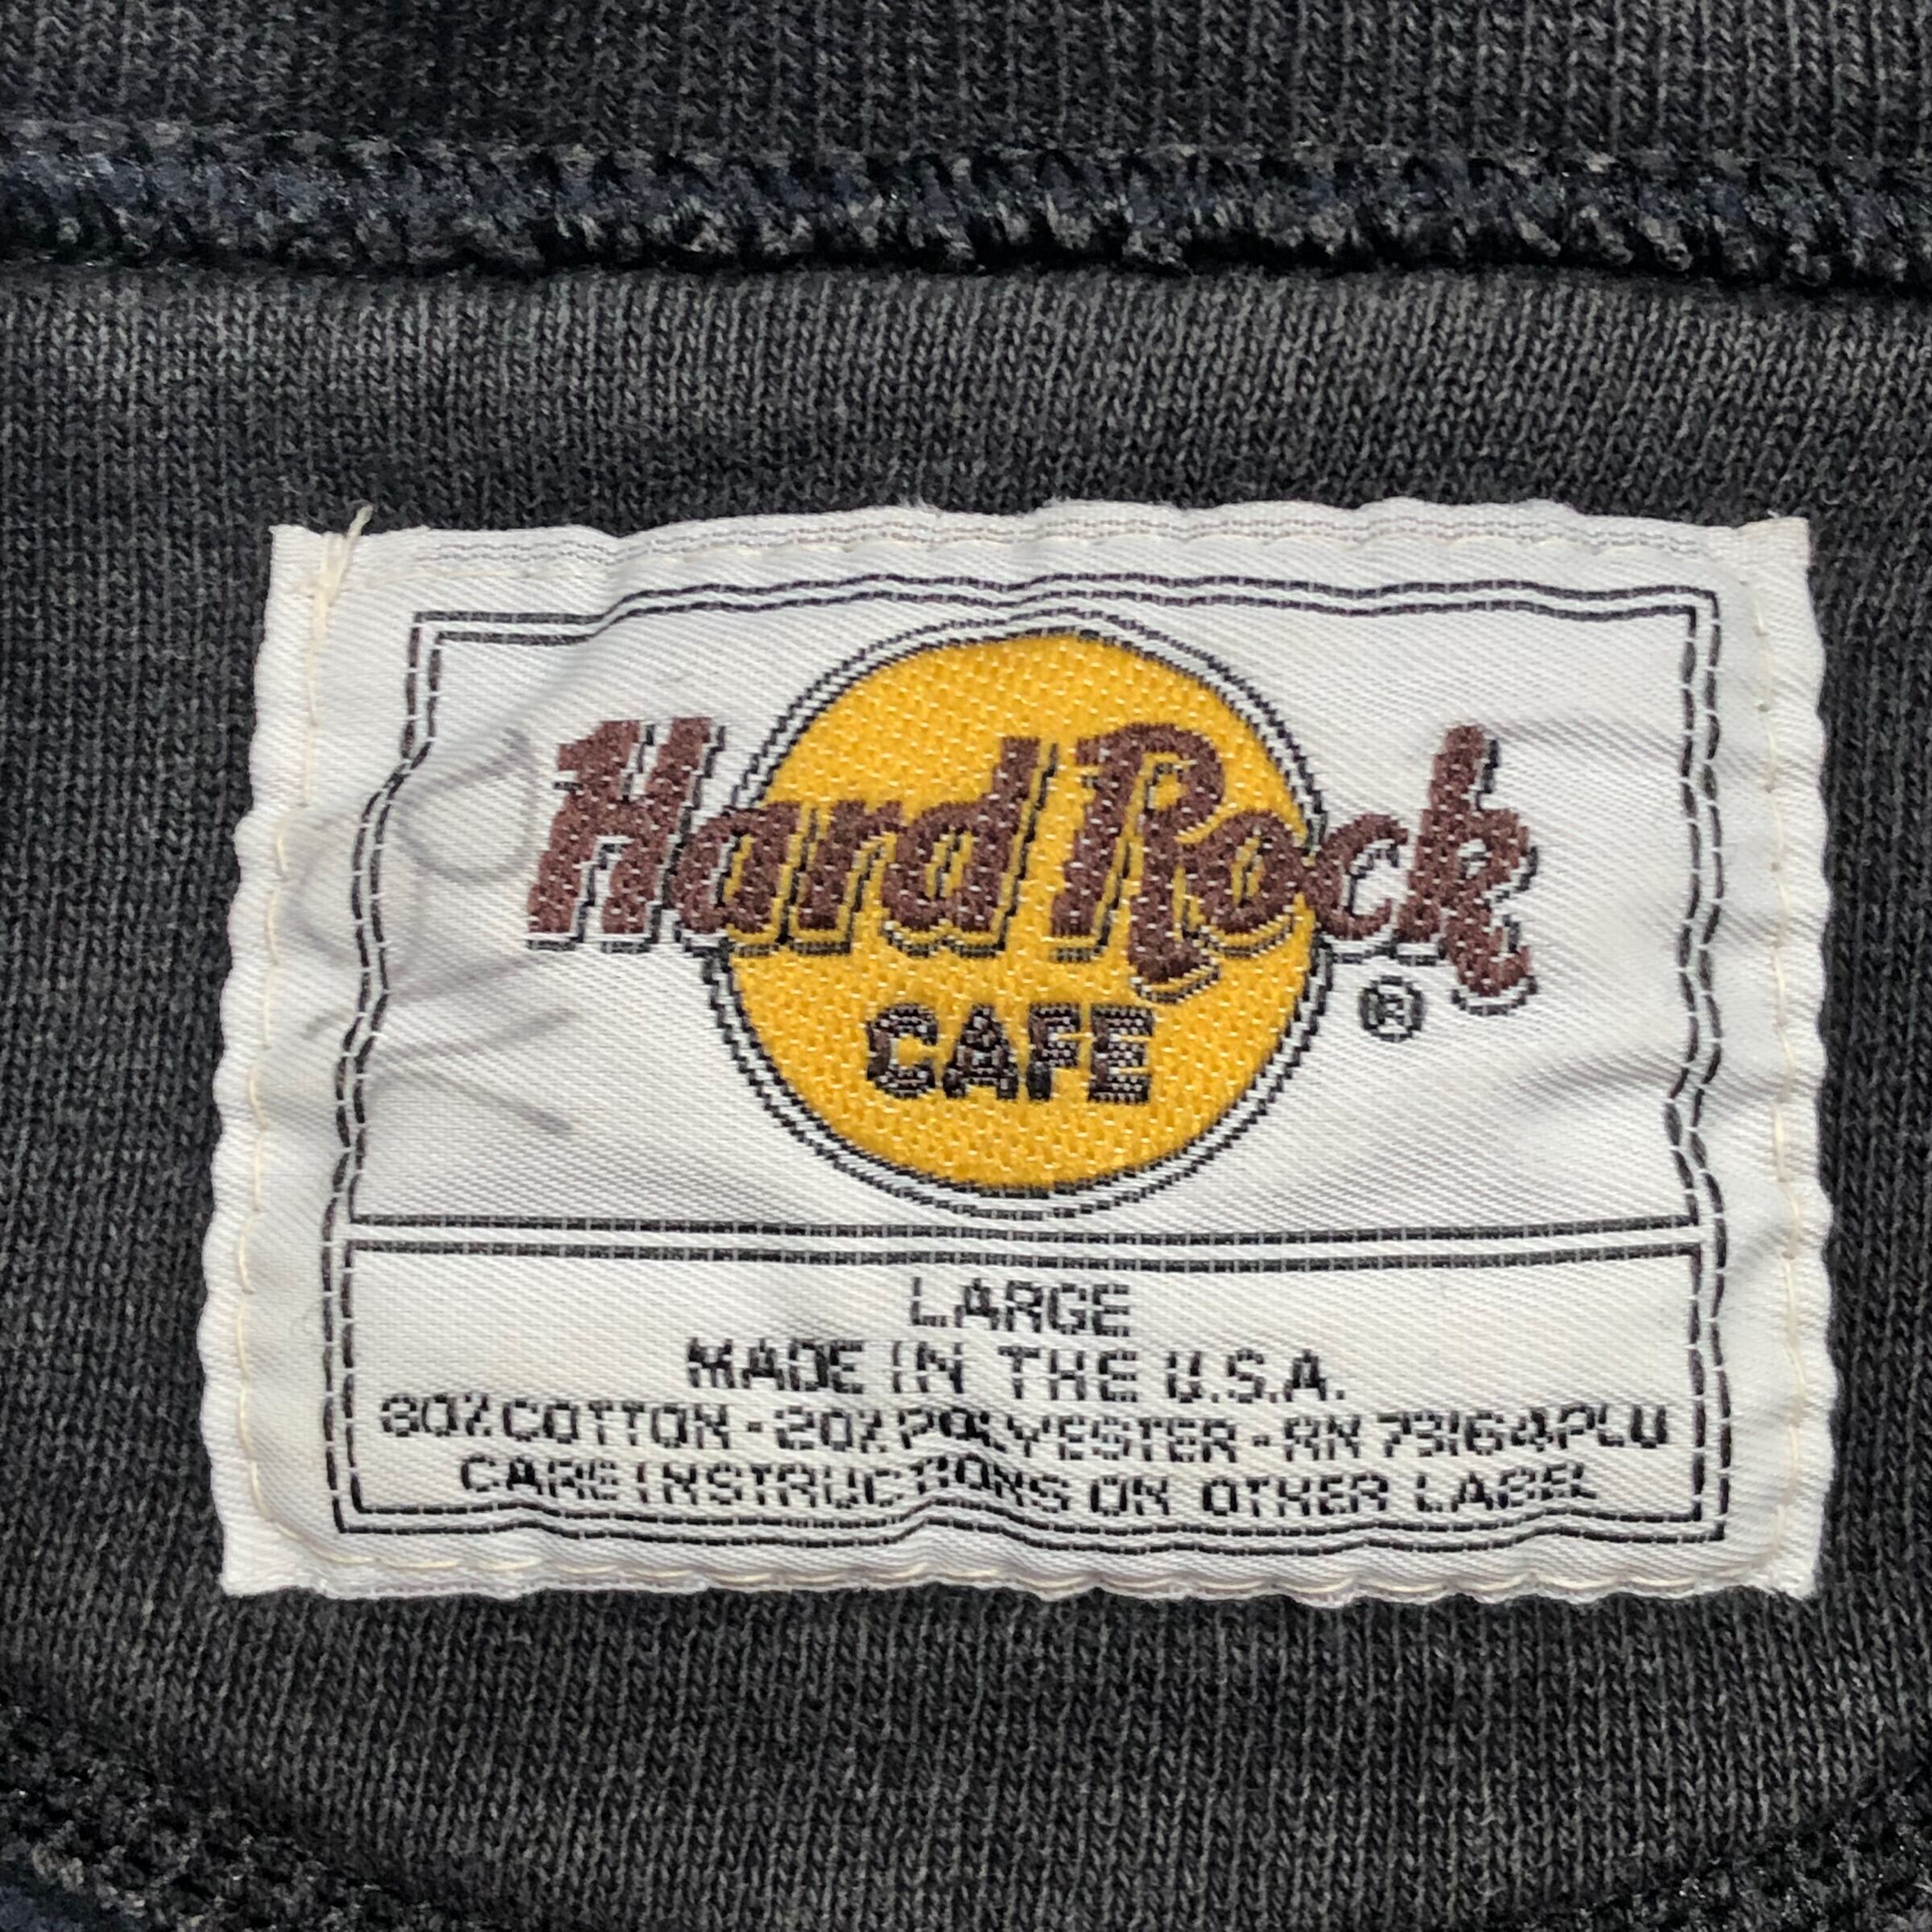 Hard Rock
CAFE
®
LARGE
MADE IN THE U.S.A.
80% COTTON - 20% POLYESTER - RN 73164PLU
CARE INSTRUCTIONS ON OTHER LABEL